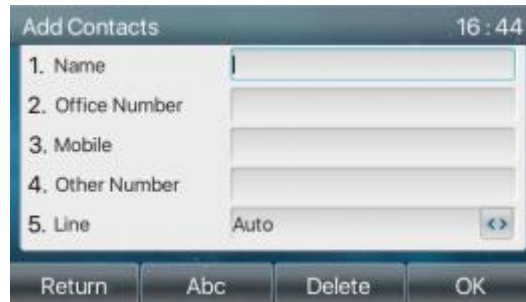 Add Contacts 16:44
1. Name
2. Office Number
3. Mobile
4. Other Number
5. Line Auto <>
Return Abc Delete OK